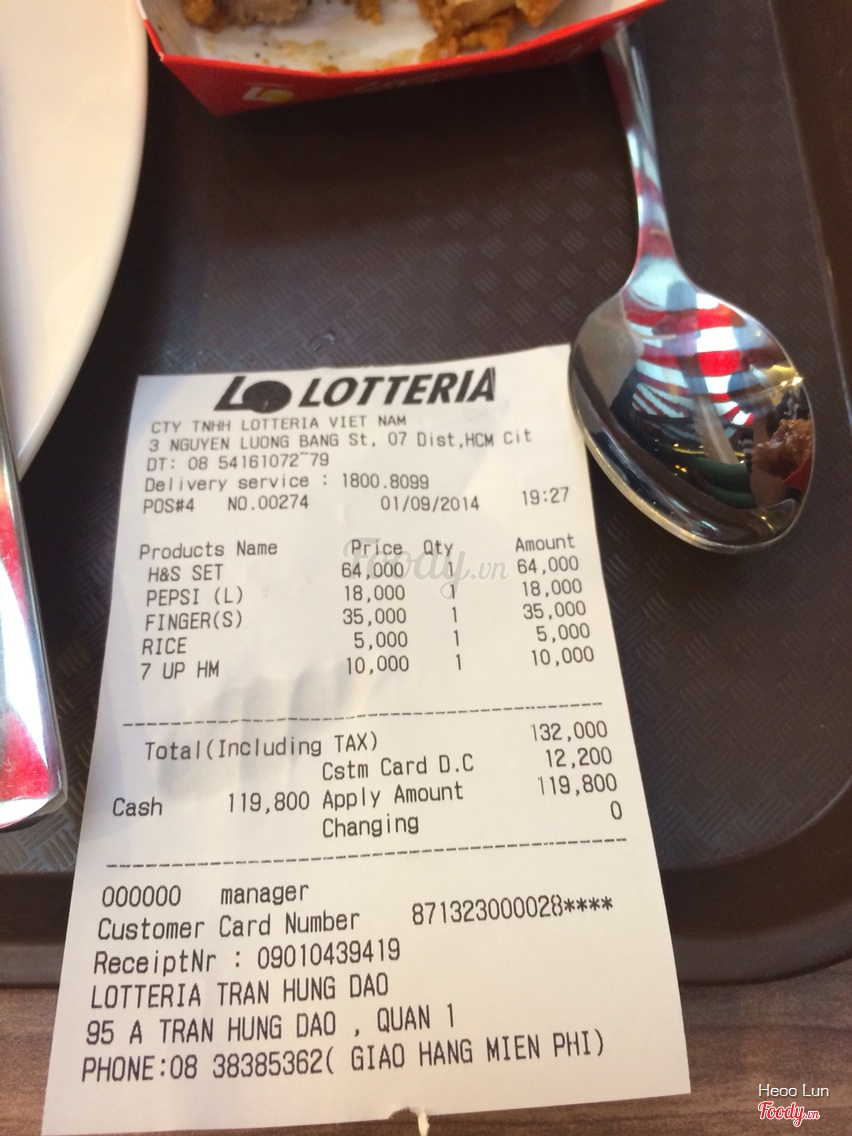 LOTTERIA
CTY TNHH LOTTERIA VIET NAM
3 NGUYEN LUONG BANG St, 07 Dist,HCM Cit
DT: 08 54161072~79
Delivery service : 1800.8099
POS#4 NO.00274 01/09/2014 19:27
Products Name Price Qty Amount
H&S SET 64,000 1 64,000
PEPSI (L) 18,000 1 18,000
FINGER(S) 35,000 1 35,000
RICE 5,000 1 5,000
7 UP HM 10,000 1 10,000
Total(Including TAX) 132,000
Cstm Card D.C 12,200
Cash 119,800 Apply Amount 119,800
Changing 0
000000 manager
Customer Card Number 871323000028****
ReceiptNr : 09010439419
LOTTERIA TRAN HUNG DAO
95 A TRAN HUNG DAO , QUAN 1
PHONE:08 38385362( GIAO HANG MIEN PHI)
Foody.vn
Heoo Lun
Foody.vn